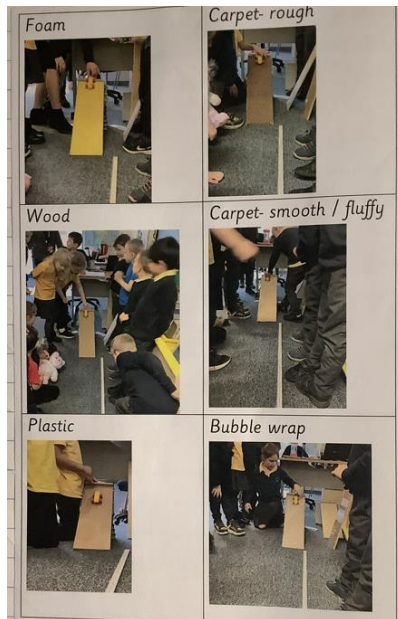 Foam
Carpet- rough
Wood
Carpet- smooth / fluffy
Plastic
Bubble wrap